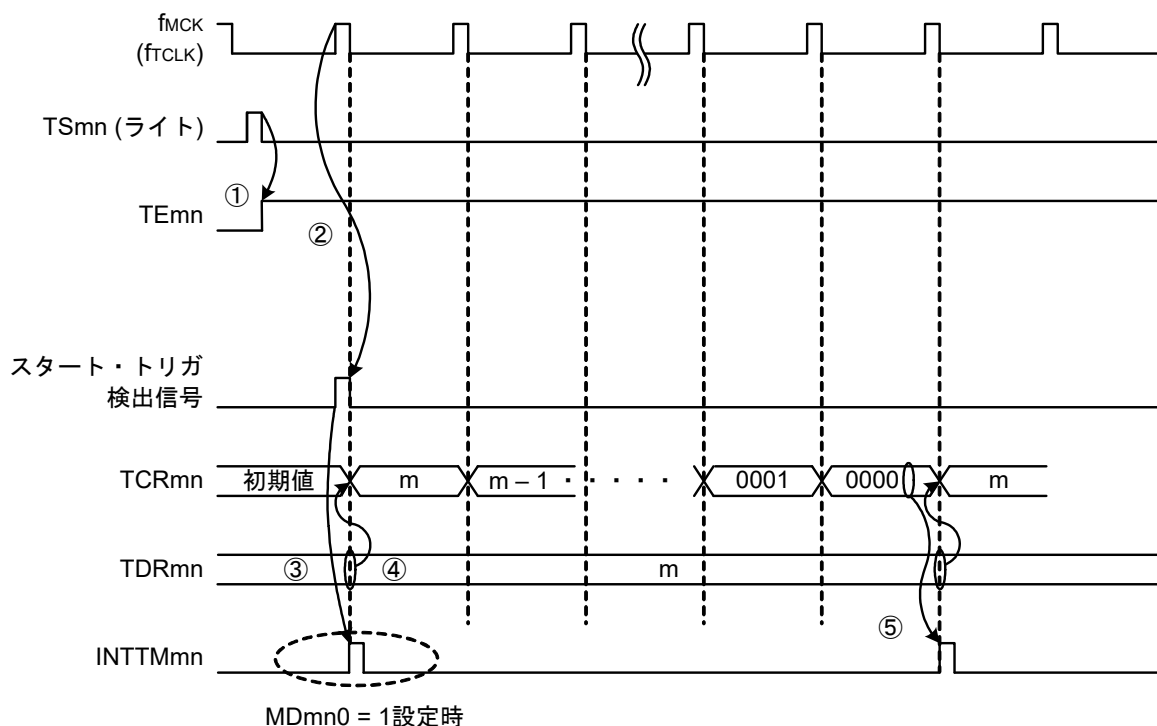 fMCK
(fTCLK)
TSmn (ライト)
①
TEmn
②
スタート・トリガ
検出信号
TCRmn 初期値 m m – 1 ・・・・・ 0001 0000 m
TDRmn ③ ④ m
⑤
INTTMmn
MDmn0 = 1設定時